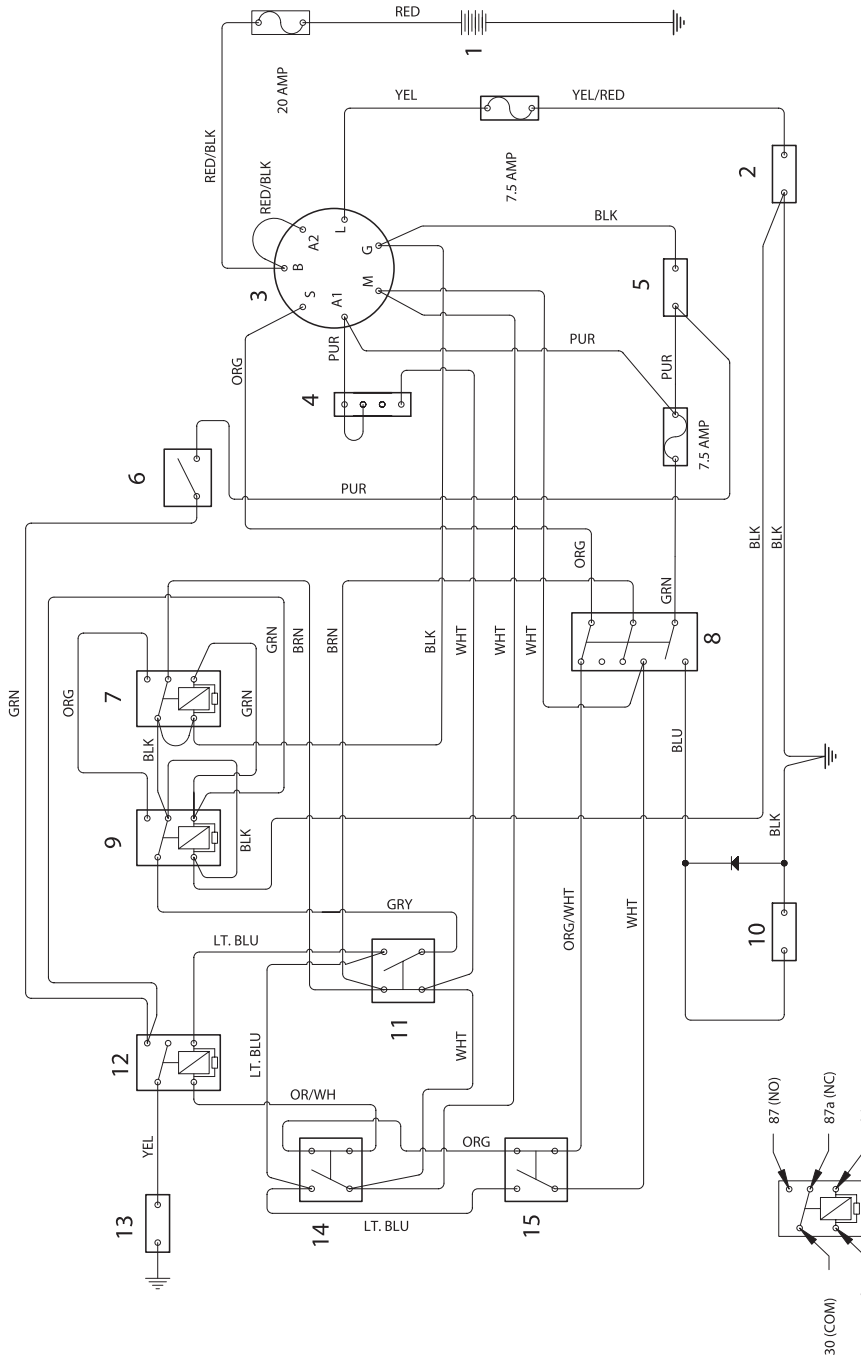 RED
1
20 AMP
YEL
YEL/RED
RED/BLK
RED/BLK
7.5 AMP
2
A2
L
B
BLK
G
3
S
M
5
A1
ORG
PUR
PUR
PUR
4
7.5 AMP
6
PUR
BLK
BLK
ORG
GRN
GRN
ORG
7
GRN
GRN
BRN
BRN
BLK
WHT
WHT
WHT
8
BLK
BLU
9
BLK
BLK
GRY
ORG/WHT
WHT
10
LT. BLU
11
12
LT. BLU
WHT
OR/WH
87 (NO)
87a (NC)
YEL
ORG
13
14
LT. BLU
15
30 (COM)